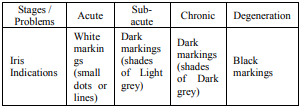 Stages / Problems
Acute
Sub-acute
Chronic
Degeneration
Iris
Indications
White
markin
gs
(small
dots or
lines)
Dark
markings
(shades
of Light
grey)
Dark
markings
(shades
of Dark
grey)
Black
markings